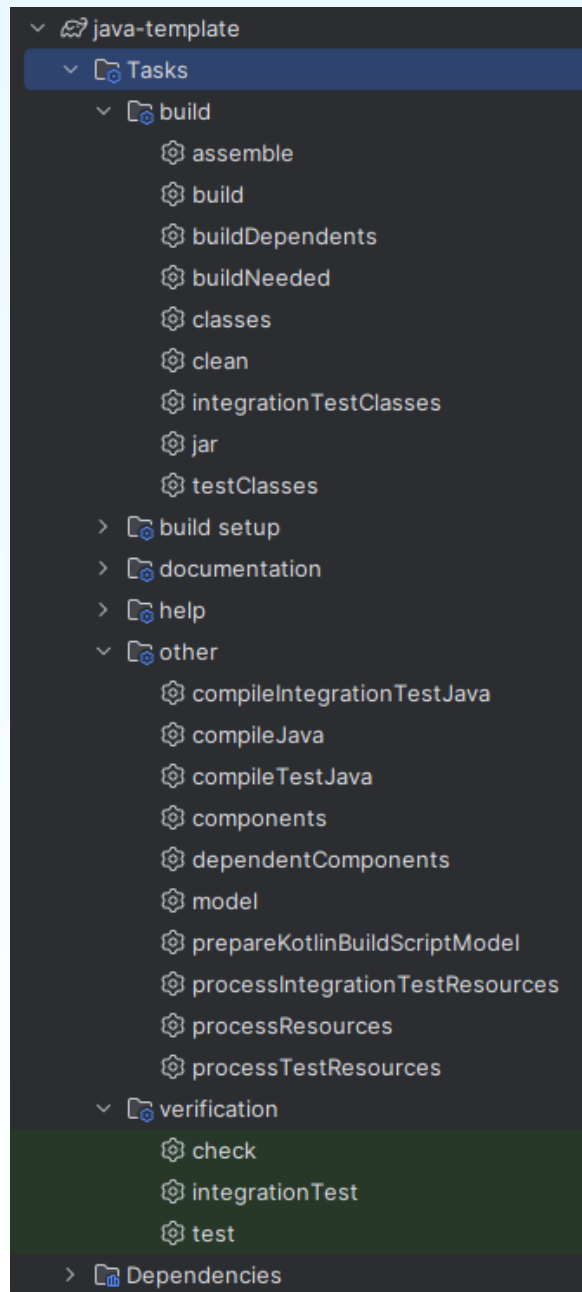 java-template
Tasks
build
assemble
build
buildDependents
buildNeeded
classes
clean
integrationTestClasses
jar
testClasses
build setup
documentation
help
other
compileIntegrationTestJava
compileJava
compileTestJava
components
dependentComponents
model
prepareKotlinBuildScriptModel
processIntegrationTestResources
processResources
processTestResources
verification
check
integrationTest
test
Dependencies